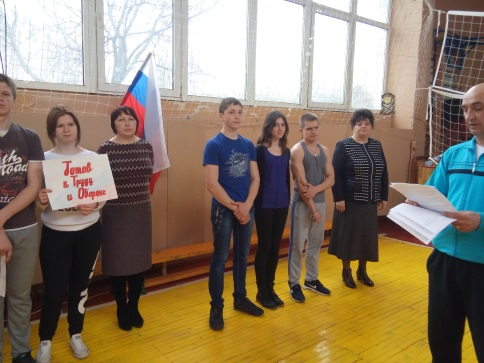 Готов
к Труду
и Обороне